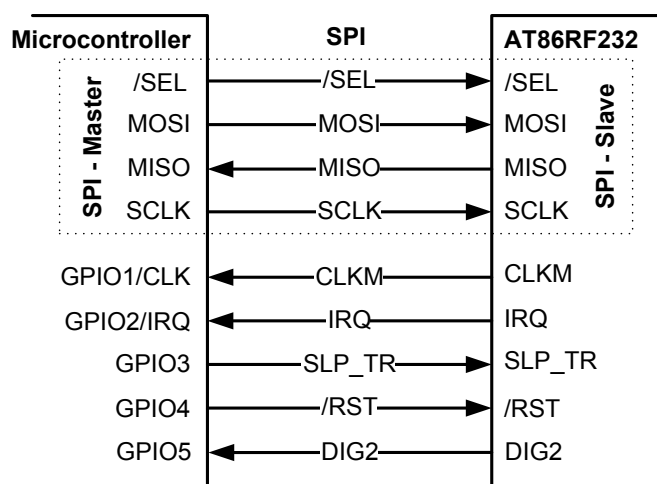 Microcontroller SPI AT86RF232
SPI - Master
SPI - Slave
/SEL /SEL /SEL
MOSI MOSI MOSI
MISO MISO MISO
SCLK SCLK SCLK
GPIO1/CLK CLKM CLKM
GPIO2/IRQ IRQ IRQ
GPIO3 SLP_TR SLP_TR
GPIO4 /RST /RST
GPIO5 DIG2 DIG2